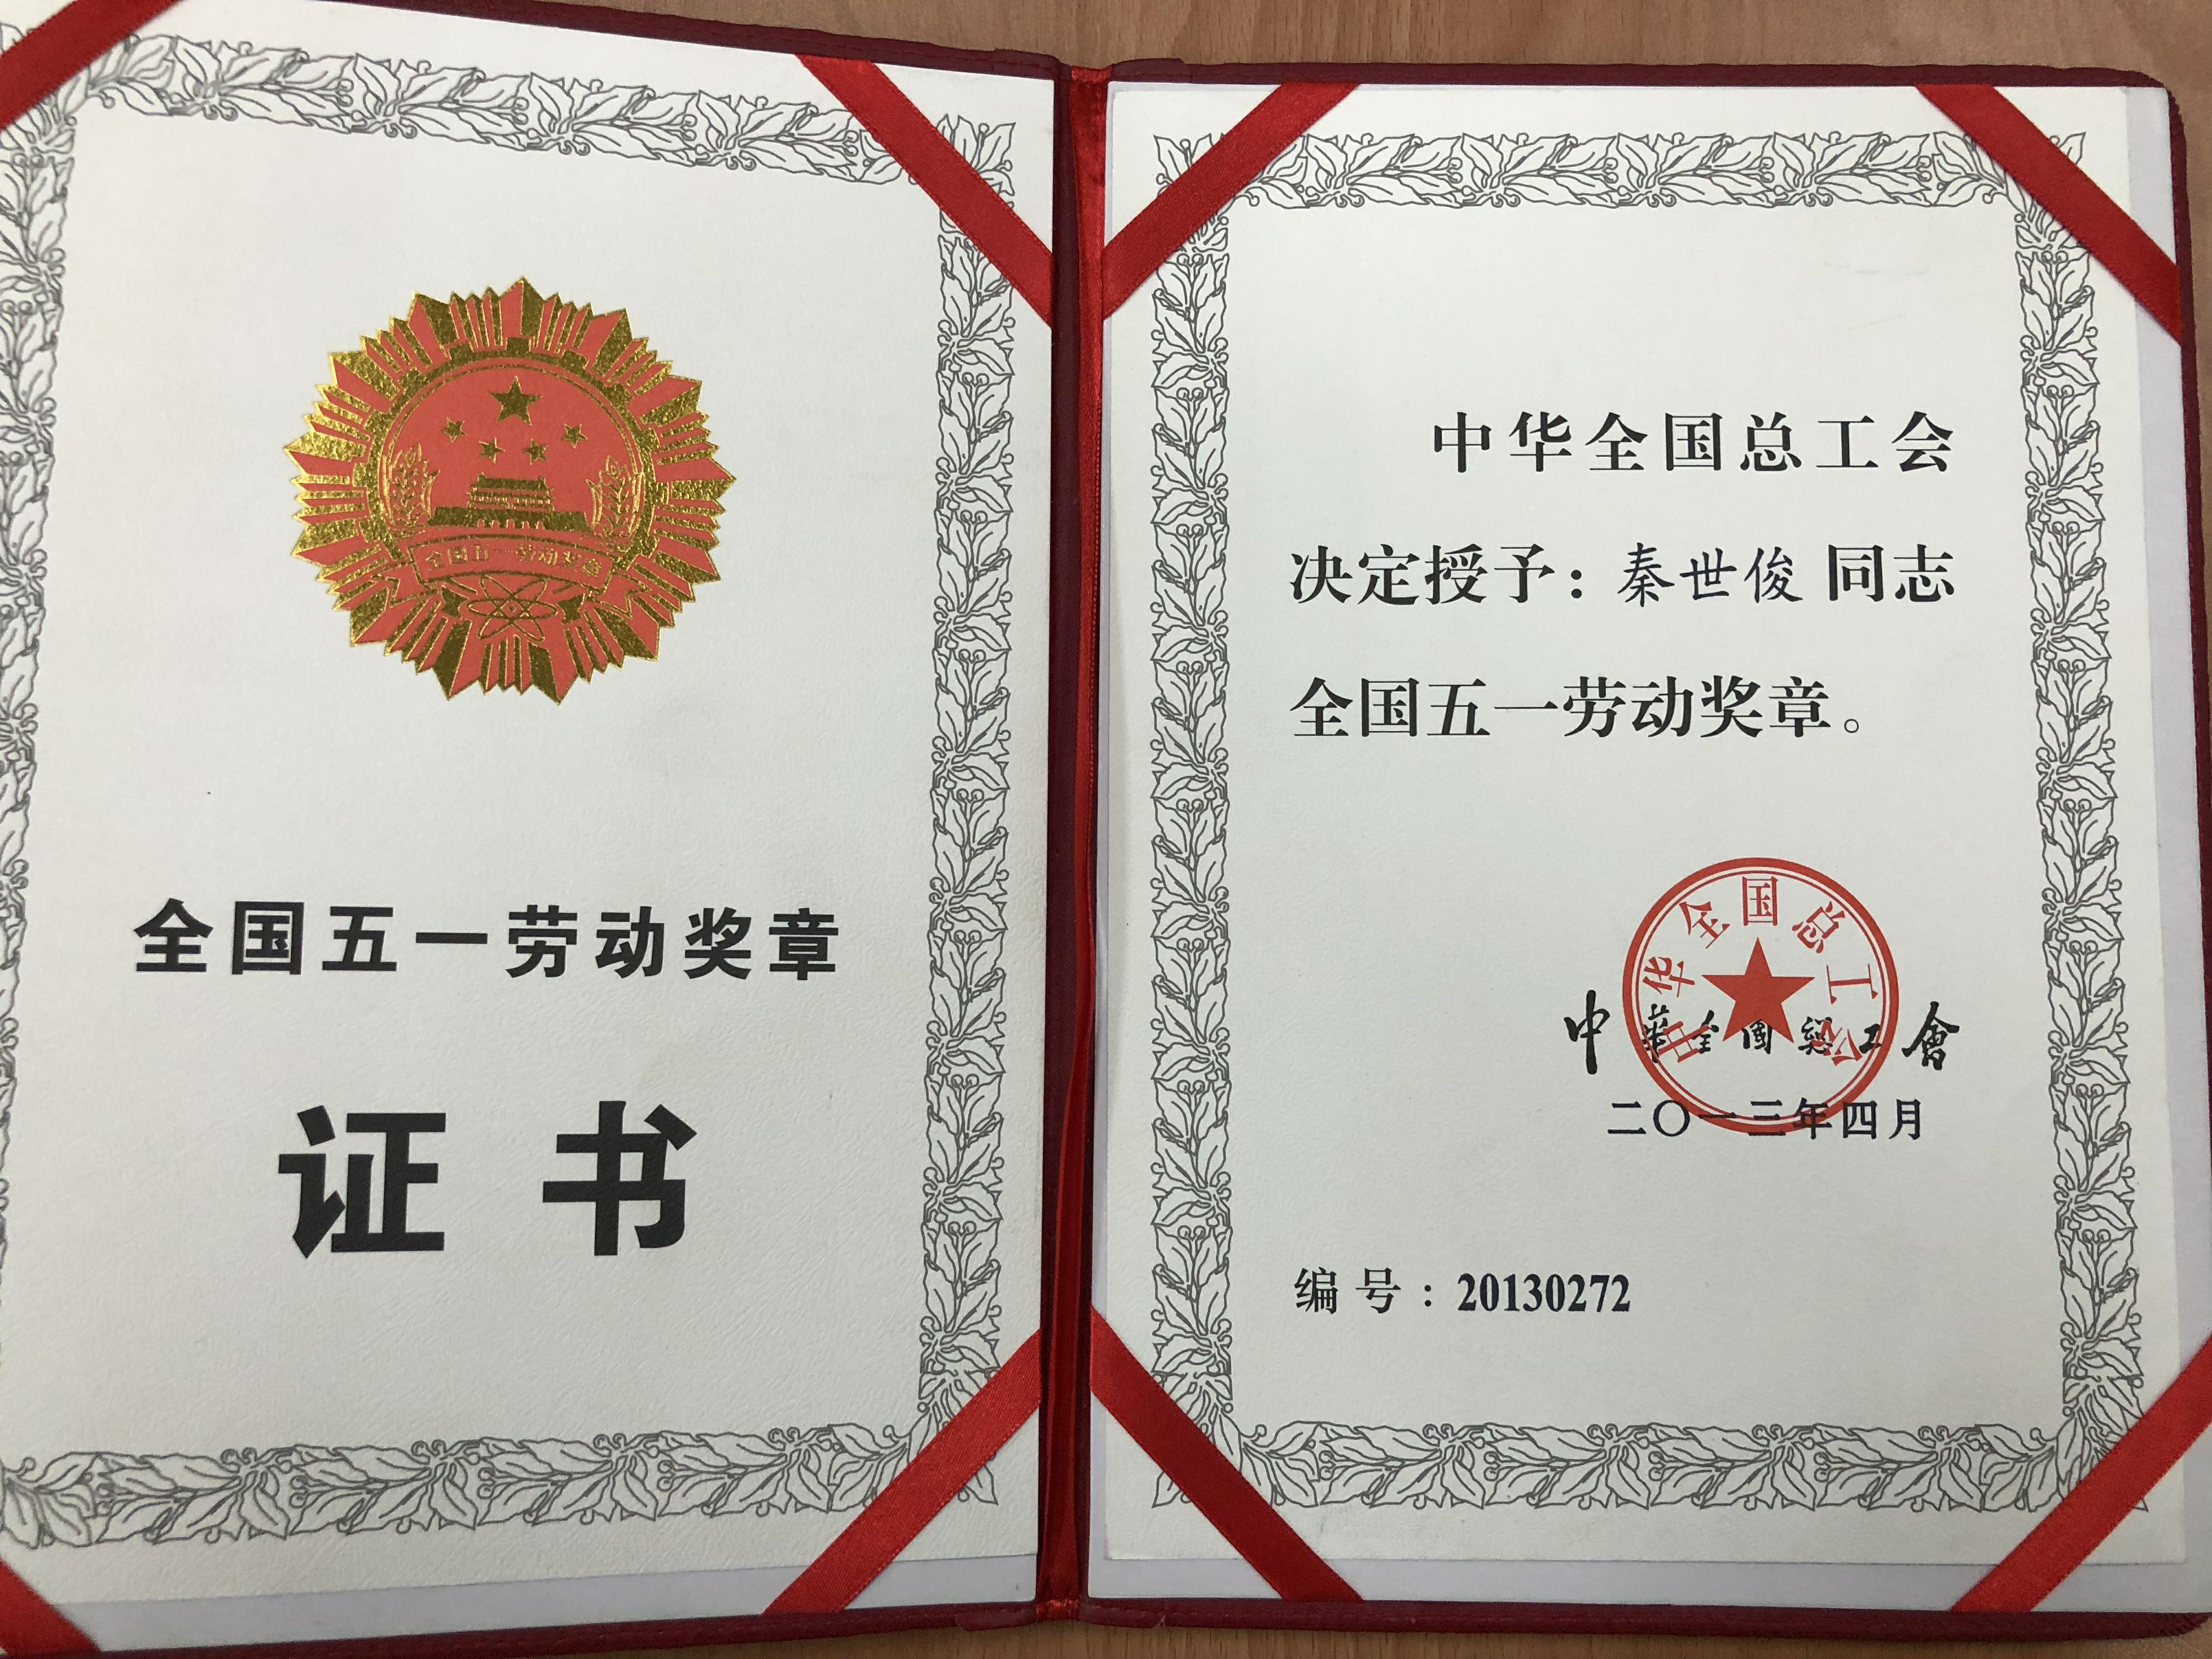 全国五一劳动奖章
全国五一劳动奖章
证书
中华全国总工会
决定授予：秦世俊同志
全国五一劳动奖章。
中华全国总工会
中華全國總工會
二〇一三年四月
编号：20130272